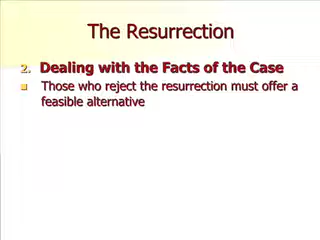 The Resurrection
2. Dealing with the Facts of the Case
Those who reject the resurrection must offer a
feasible alternative